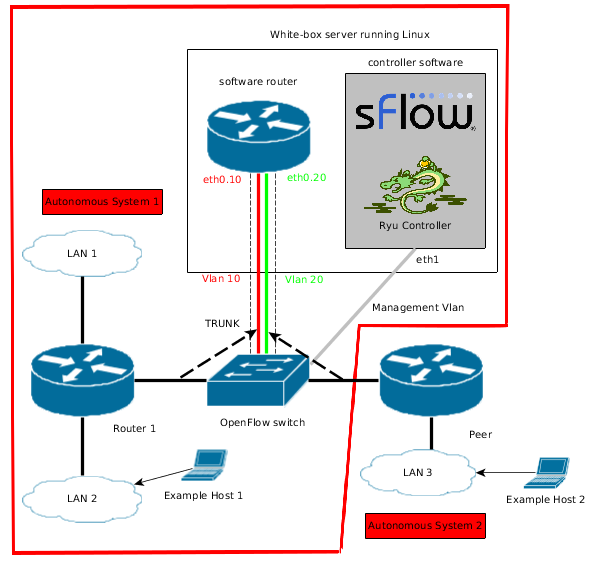 White-box server running Linux
controller software
software router
sFlow
®
eth0.10
eth0.20
Autonomous System 1
Ryu Controller
LAN 1
eth1
Vlan 10
Vlan 20
Management Vlan
TRUNK
Router 1
OpenFlow switch
Peer
LAN 2
Example Host 1
LAN 3
Example Host 2
Autonomous System 2